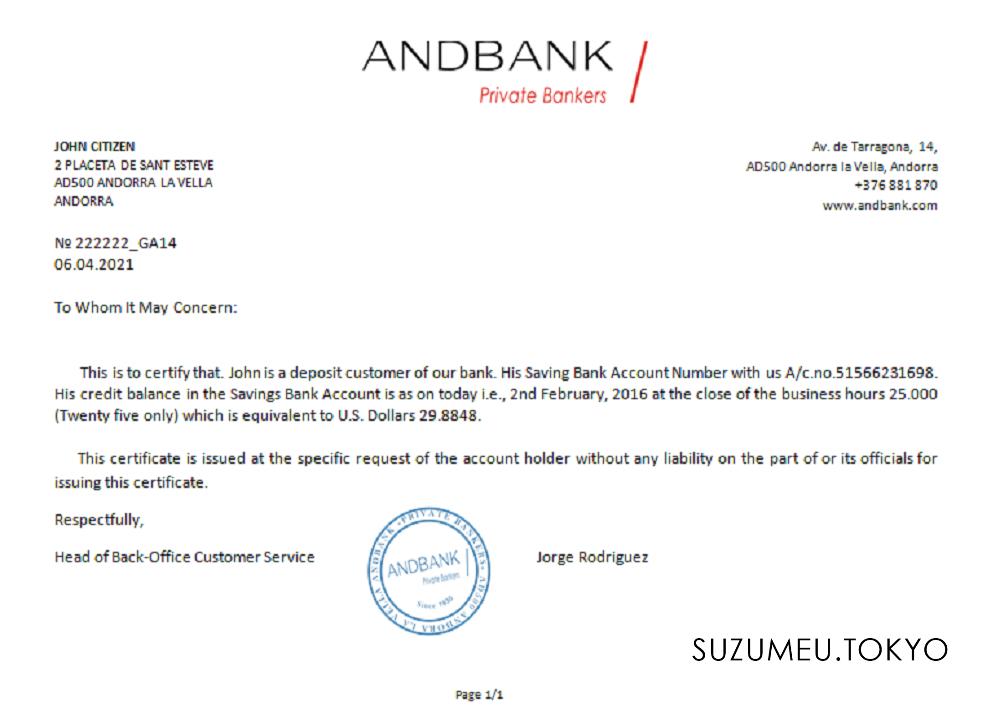 ANDBANK
Private Bankers
JOHN CITIZEN
2 PLACETA DE SANT ESTEVE
AD500 ANDORRA LA VELLA
ANDORRA
Av. de Tarragona, 14,
AD500 Andorra la Vella, Andorra
+376 881 870
www.andbank.com
№ 222222_GA14
06.04.2021
To Whom It May Concern:
This is to certify that. John is a deposit customer of our bank. His Saving Bank Account Number with us A/c.no.51566231698.
His credit balance in the Savings Bank Account is as on today i.e., 2nd February, 2016 at the close of the business hours 25.000
(Twenty five only) which is equivalent to U.S. Dollars 29.8848.
This certificate is issued at the specific request of the account holder without any liability on the part of or its officials for
issuing this certificate.
Respectfully,
Head of Back-Office Customer Service
ANDBANK •PRIVATE BANKERS• AD500 ANDORA LA VELLA
ANDBANK
Private Bankers
Since 1930
Jorge Rodriguez
SUZUMEU.TOKYO
Page 1/1